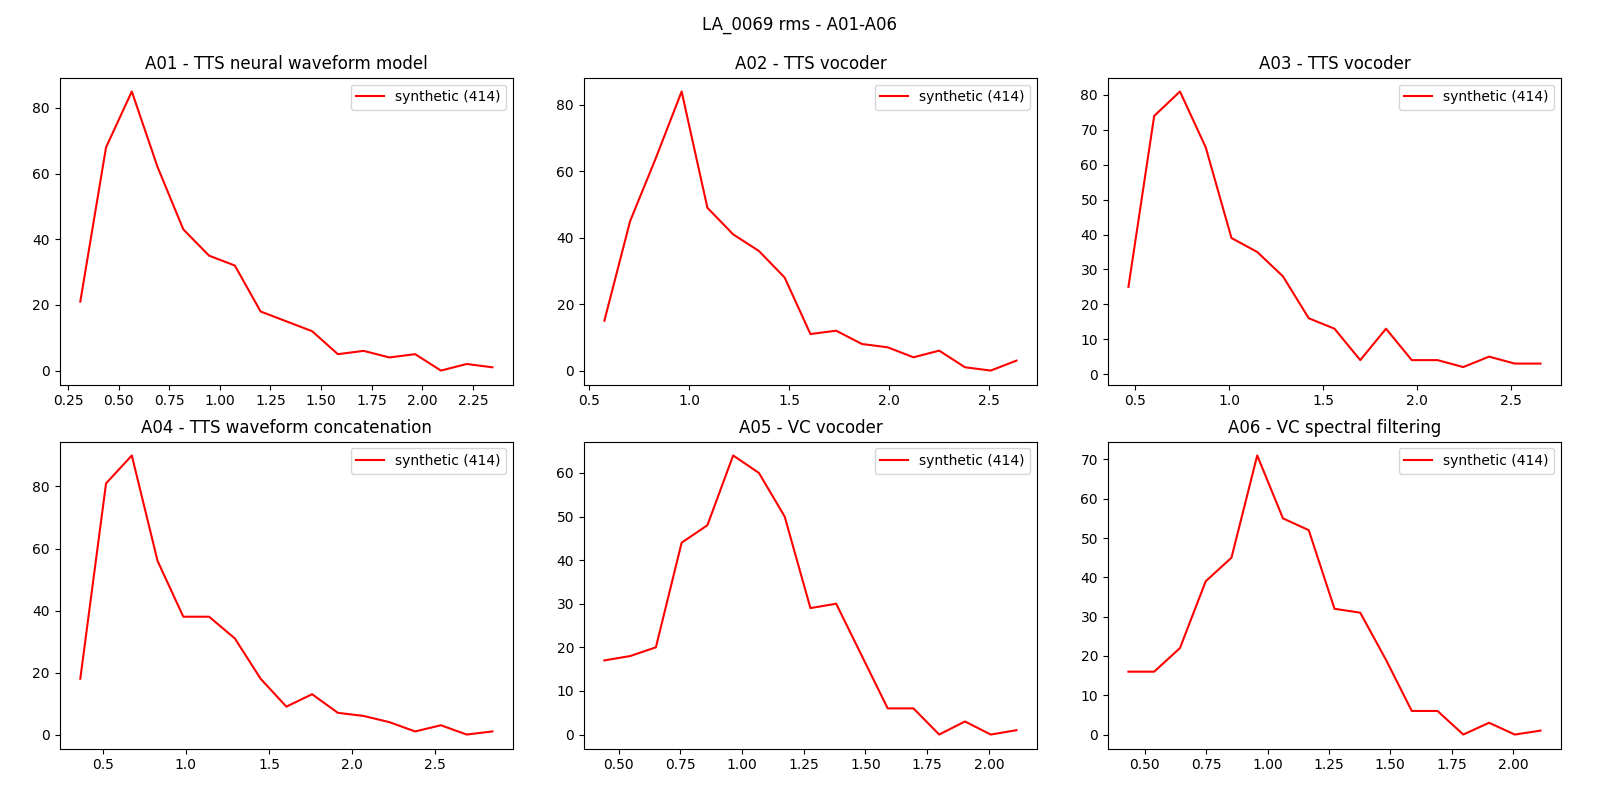 LA_0069 rms - A01-A06
A01 - TTS neural waveform model
synthetic (414)
80
60
40
20
0
0.25 0.50 0.75 1.00 1.25 1.50 1.75 2.00 2.25
A02 - TTS vocoder
synthetic (414)
80
60
40
20
0
0.5 1.0 1.5 2.0 2.5
A03 - TTS vocoder
synthetic (414)
80
70
60
50
40
30
20
10
0
0.5 1.0 1.5 2.0 2.5
A04 - TTS waveform concatenation
synthetic (414)
80
60
40
20
0
0.5 1.0 1.5 2.0 2.5
A05 - VC vocoder
synthetic (414)
60
50
40
30
20
10
0
0.50 0.75 1.00 1.25 1.50 1.75 2.00
A06 - VC spectral filtering
synthetic (414)
70
60
50
40
30
20
10
0
0.50 0.75 1.00 1.25 1.50 1.75 2.00